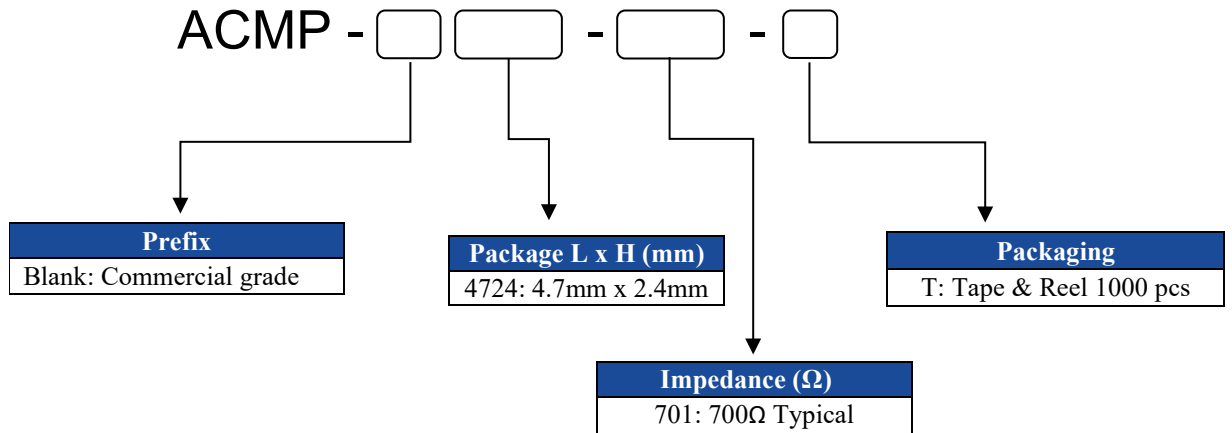 ACMP - - -
Prefix
Blank: Commercial grade
Package L x H (mm)
4724: 4.7mm x 2.4mm
Packaging
T: Tape & Reel 1000 pcs
Impedance (Ω)
701: 700Ω Typical